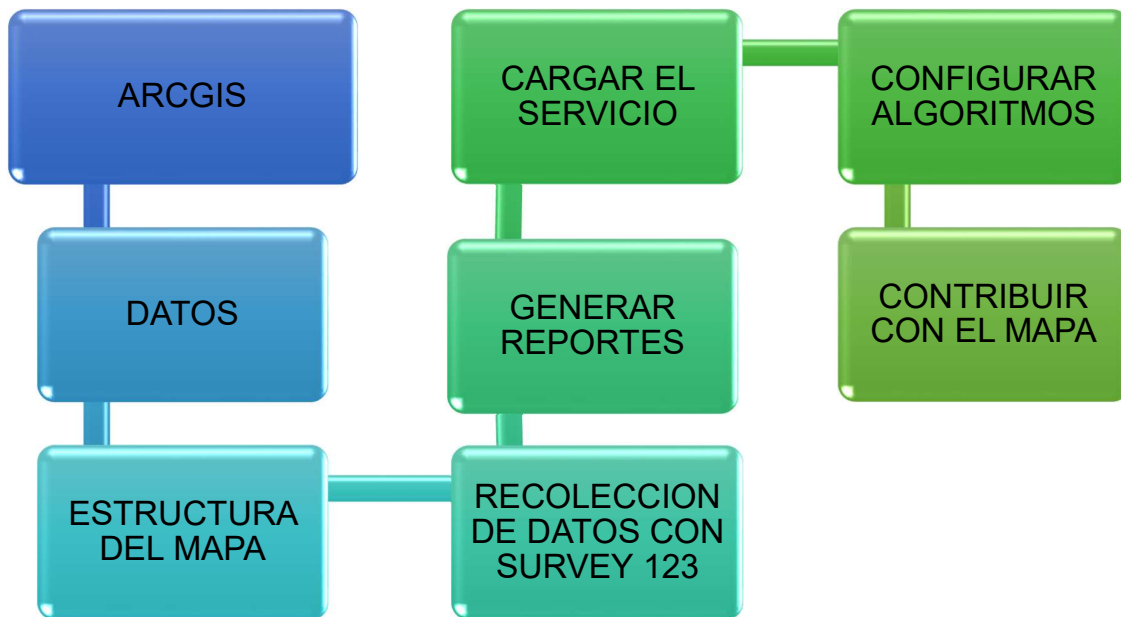 ARCGIS
DATOS
ESTRUCTURA
DEL MAPA
RECOLECCION
DE DATOS CON
SURVEY 123
GENERAR
REPORTES
CARGAR EL
SERVICIO
CONFIGURAR
ALGORITMOS
CONTRIBUIR
CON EL MAPA